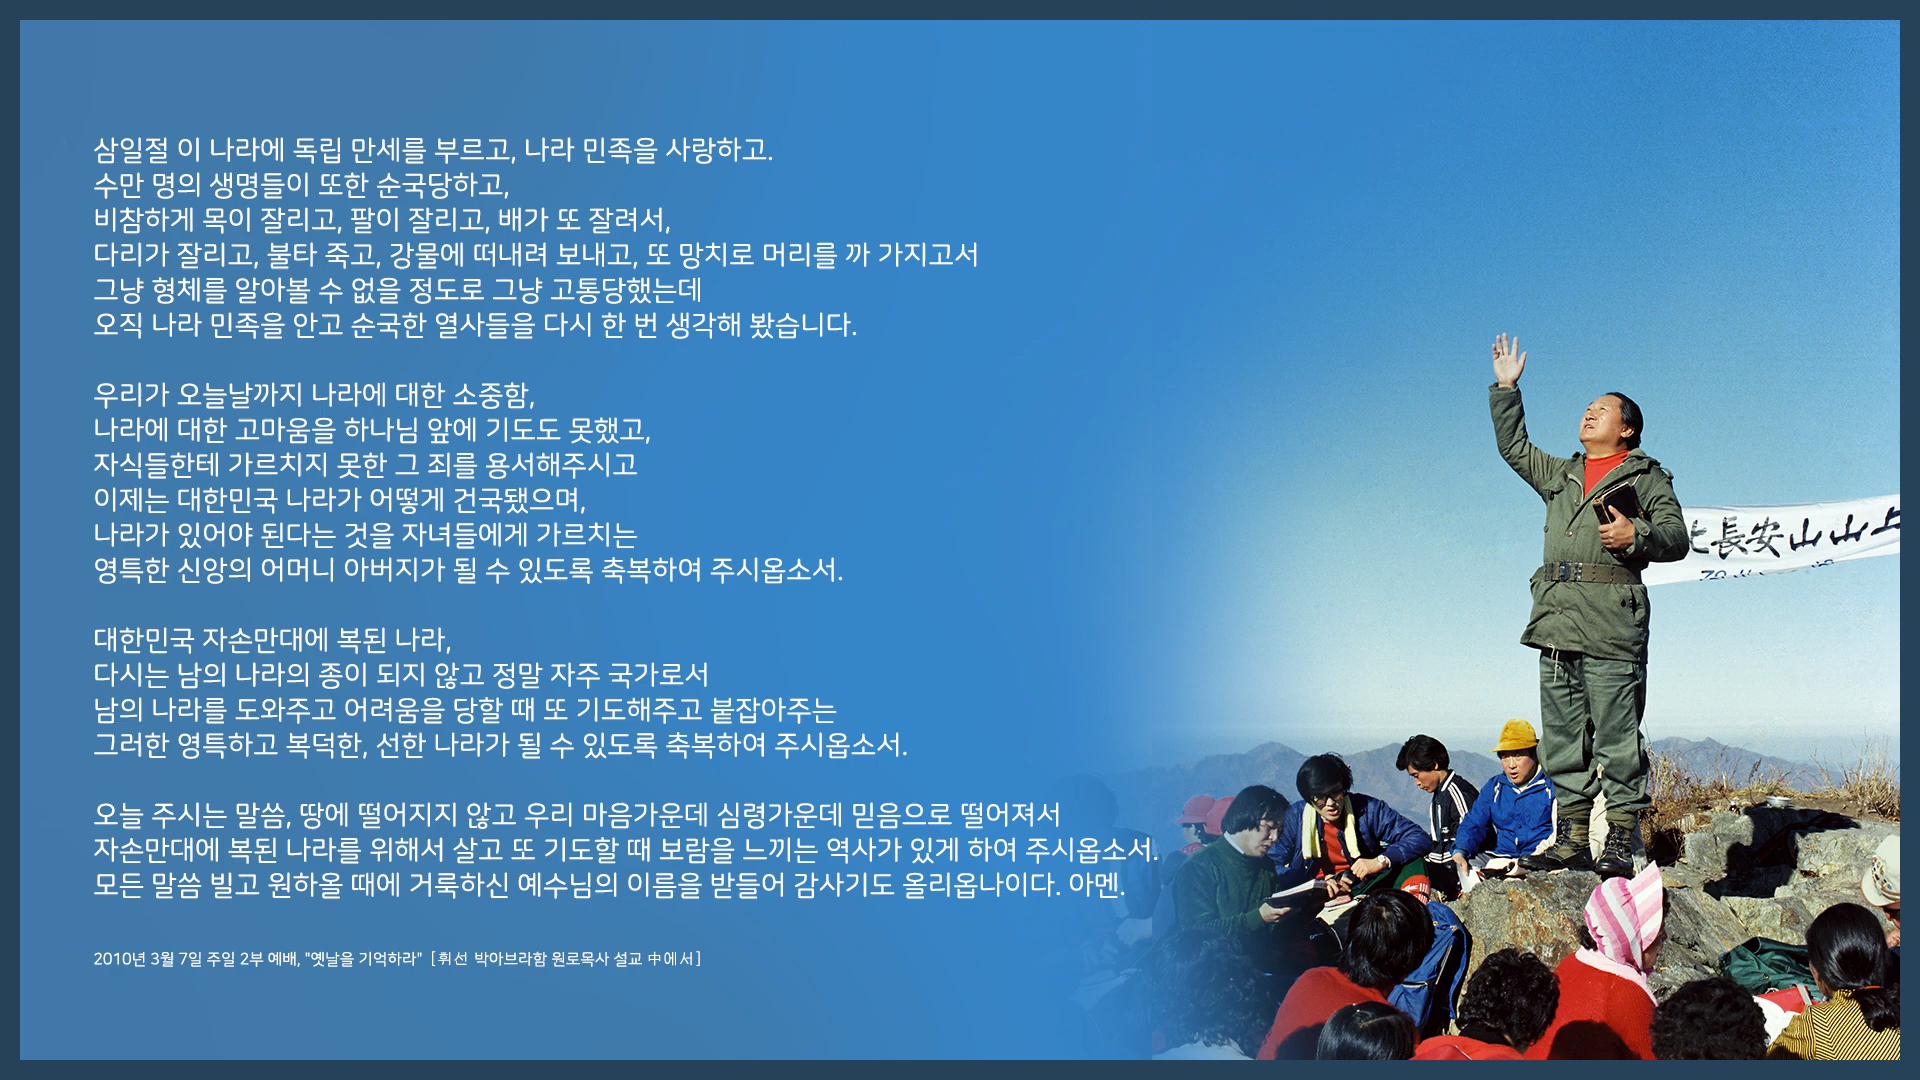 삼일절 이 나라에 독립 만세를 부르고, 나라 민족을 사랑하고.
수만 명의 생명들이 또한 순국당하고,
비참하게 목이 잘리고, 팔이 잘리고, 배가 또 잘려서,
다리가 잘리고, 불타 죽고, 강물에 떠내려 보내고, 또 망치로 머리를 까 가지고서
그냥 형체를 알아볼 수 없을 정도로 그냥 고통당했는데
오직 나라 민족을 안고 순국한 열사들을 다시 한 번 생각해 봤습니다.
우리가 오늘날까지 나라에 대한 소중함,
나라에 대한 고마움을 하나님 앞에 기도도 못했고,
자식들한테 가르치지 못한 그 죄를 용서해주시고
이제는 대한민국 나라가 어떻게 건국됐으며,
나라가 있어야 된다는 것을 자녀들에게 가르치는
영특한 신앙의 어머니 아버지가 될 수 있도록 축복하여 주시옵소서.
대한민국 자손만대에 복된 나라,
다시는 남의 나라의 종이 되지 않고 정말 자주 국가로서
남의 나라를 도와주고 어려움을 당할 때 또 기도해주고 붙잡아주는
그러한 영특하고 복덕한, 선한 나라가 될 수 있도록 축복하여 주시옵소서.
오늘 주시는 말씀, 땅에 떨어지지 않고 우리 마음가운데 심령가운데 믿음으로 떨어져서
자손만대에 복된 나라를 위해서 살고 또 기도할 때 보람을 느끼는 역사가 있게 하여 주시옵소서.
모든 말씀 빌고 원하올 때에 거룩하신 예수님의 이름을 받들어 감사기도 올리옵나이다. 아멘.
2010년 3월 7일 주일 2부 예배, "옛날을 기억하라" [휘선 박아브라함 원로목사 설교 中에서]
長安山山上